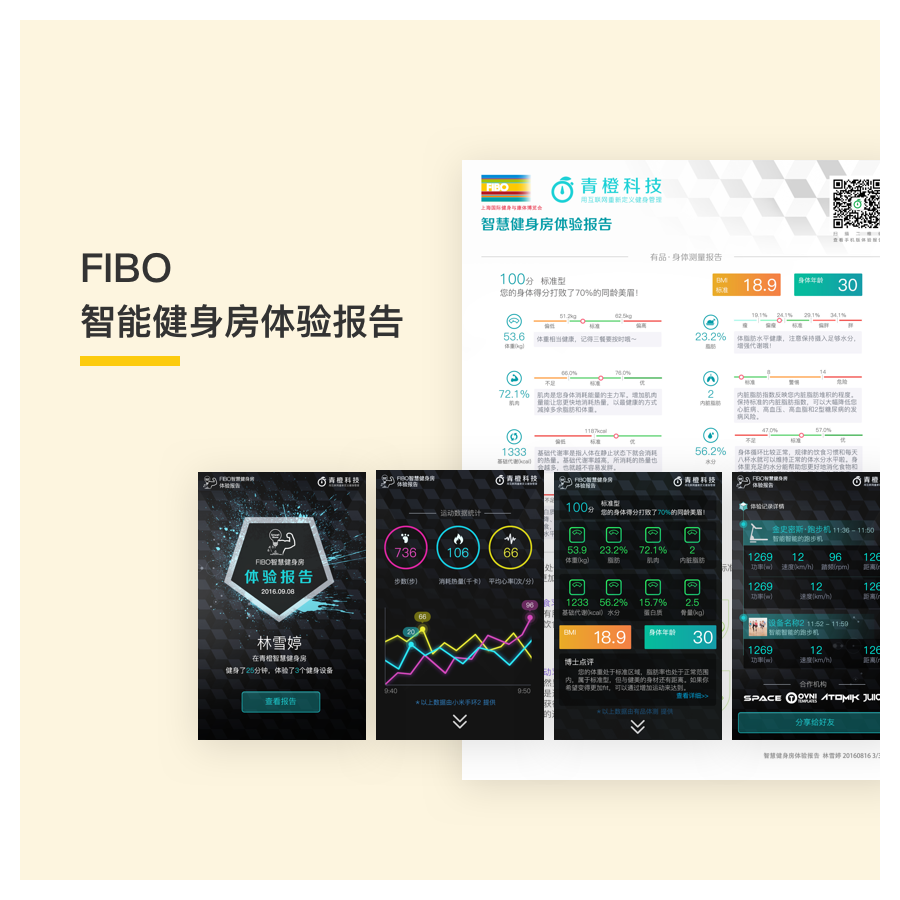 FIBO
智能健身房体验报告
FIBO
上海国际健身与康体博览会
青橙科技
用互联网重新定义健身管理
智慧健身房体验报告
有品·身体测量报告
100分 标准型
您的身体得分打败了70%的同龄美眉！
BMI
标准
18.9
身体年龄
30
51.2kg 62.5kg
偏低 标准 偏高
53.6
体重(kg)
体重相当健康，记得三餐要按时哦～
19.1% 24.1% 29.1% 34.1%
瘦 偏瘦 标准 偏胖 胖
23.2%
脂肪
体脂肪水平健康，注意保持摄入足够水分，
增强代谢哦！
66.0% 76.0%
不足 标准 优
72.1%
肌肉
肌肉是您身体消耗能量的主力军。增加肌肉
量能让您更快地消耗热量，以最健康的方式
减掉多余脂肪和体重。
8 14
标准 警惕 危险
2
内脏脂肪
内脏脂肪指数反映您内脏脂肪堆积的程度。
保持标准的内脏脂肪指数，可以大幅降低您
心脏病、高血压、高血脂和2型糖尿病的发
病风险。
1187kcal
偏低 标准 优
1333
基础代谢(kcal)
基础代谢率是指人体在静止状态下就会消耗
的热量。基础代谢率越高，所消耗的热量也
会越多，也就越不容易发胖。
47.0% 57.0%
不足 标准 优
56.2%
水分
身体循环比较正常。规律的饮食习惯和每天
八杯水就可以维持正常的体水分水平啦。身
体里充足的水分能帮助您更好地消化食物和
FIBO智慧健身房
体验报告
青橙科技
FIBO智慧健身房
体验报告
2016.09.08
林雪婷
在青橙智慧健身房
健身了25分钟，体验了3个健身设备
查看报告
FIBO智慧健身房
体验报告
青橙科技
运动数据统计
736
106
66
步数(步) 消耗热量(千卡) 平均心率(次/分)
96
66
20
9:40 9:50
*以上数据由小米手环2 提供
FIBO智慧健身房
体验报告
青橙科技
100分
标准型
您的身体得分打败了70%的同龄美眉！
53.9 23.2% 72.1% 2
体重(kg) 脂肪 肌肉 内脏脂肪
1233 56.2% 15.7% 2.5
基础代谢(kcal) 水分 蛋白质 骨量(kg)
BMI 18.9
身体年龄 30
博士点评
您的体重处于标准区域，脂肪率也处于正常范围
内，属于标准型，但与健美的身材还有距离。如果你
希望变得更加fit，可以通过增加运动来达到。
查看详细>>
*以上数据由有品体脂 提供
FIBO智慧健身房
体验报告
青橙
体验记录详情
金史密斯-跑步机 11:36 – 11:50
智能智能的跑步机
1269 12 96 126
功率(w) 速度(km/h) 踏频(rpm) 距离(
1269 12 126
功率(w) 速度(km/h) 距离(
设备名称2 11:52 – 11:59
智能智能的跑步机
1269 12 126
功率(w) 速度(km/h) 距离(
合作机构
SPACE OVNI TEMPLATES ATOMIK
分享给好友
智慧健身房体验报告 林雪婷 20160816 3/3